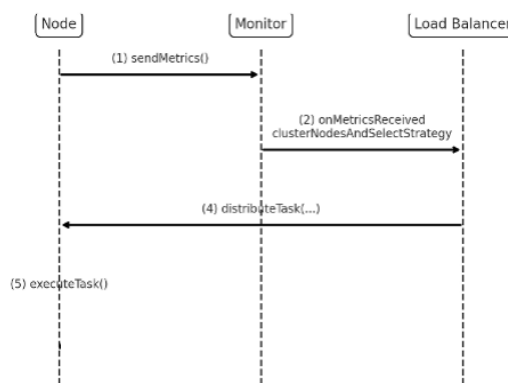 Node
Monitor
Load Balancer
(1) sendMetrics()
(2) onMetricsReceived
clusterNodesAndSelectStrategy
(4) distributeTask(...)
(5) executeTask()